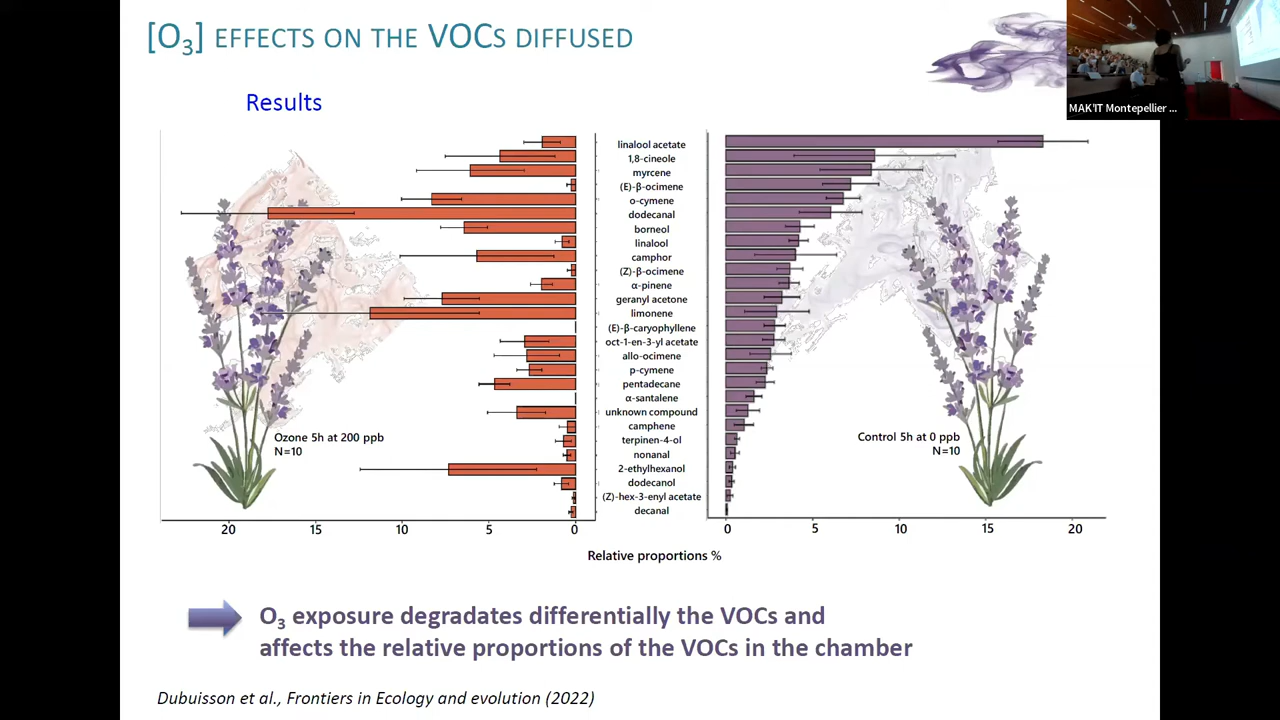 [O3] EFFECTS ON THE VOCS DIFFUSED
MAK'IT Montepellier ...
Results
linalool acetate
1,8-cineole
myrcene
(E)-β-ocimene
o-cymene
dodecanal
borneol
linalool
camphor
(Z)-β-ocimene
α-pinene
geranyl acetone
limonene
(E)-β-caryophyllene
oct-1-en-3-yl acetate
allo-ocimene
p-cymene
pentadecane
α-santalene
unknown compound
camphene
terpinen-4-ol
nonanal
2-ethylhexanol
dodecanol
(Z)-hex-3-enyl acetate
decanal
Ozone 5h at 200 ppb
N=10
Control 5h at 0 ppb
N=10
20 15 10 5 0
0 5 10 15 20
Relative proportions %
O3 exposure degradates differentially the VOCs and
affects the relative proportions of the VOCs in the chamber
Dubuisson et al., Frontiers in Ecology and evolution (2022)